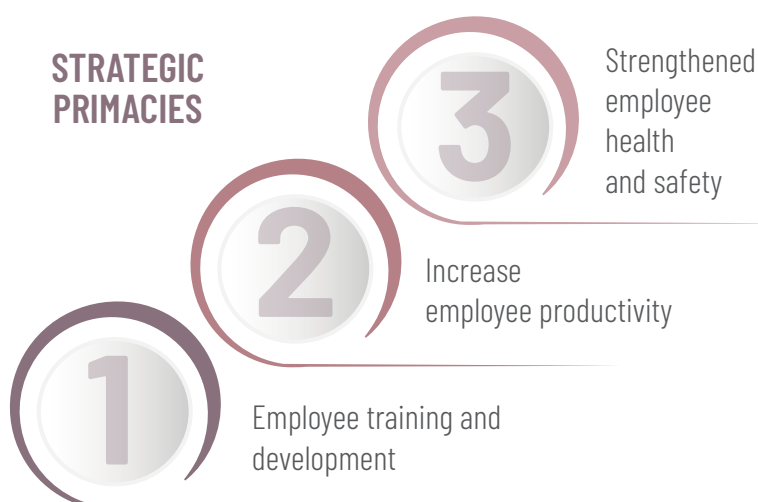 STRATEGIC
PRIMACIES
3
Strengthened
employee
health
and safety
2
Increase
employee productivity
1
Employee training and
development